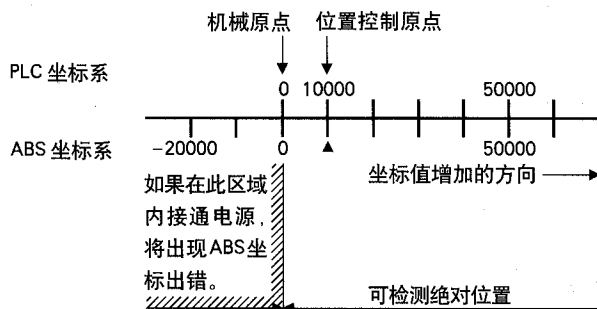 机械原点 位置控制原点
PLC 坐标系
0 10000 50000
ABS 坐标系
-20000 0 50000
如果在此区域
内接通电源，
将出现ABS坐
标出错。
坐标值增加的方向
可检测绝对位置